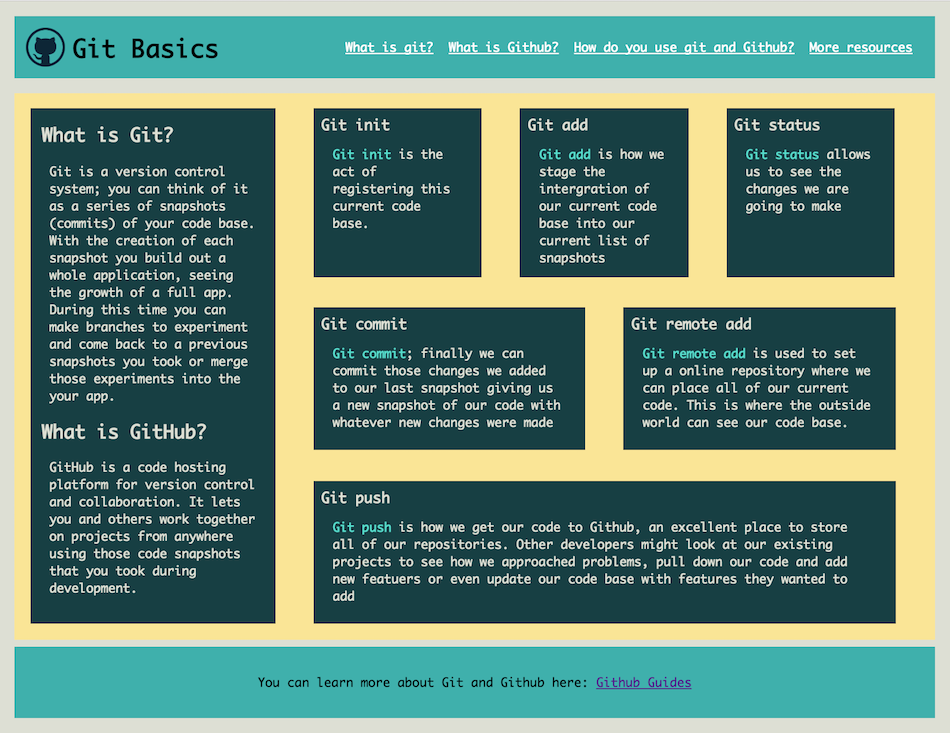 Git Basics
What is git? What is Github? How do you use git and Github? More resources
What is Git?
Git is a version control
system; you can think of it
as a series of snapshots
(commits) of your code base.
With the creation of each
snapshot you build out a
whole application, seeing
the growth of a full app.
During this time you can
make branches to experiment
and come back to a previous
snapshots you took or merge
those experiments into the
your app.
What is GitHub?
GitHub is a code hosting
platform for version control
and collaboration. It lets
you and others work together
on projects from anywhere
using those code snapshots
that you took during
development.
Git init
Git init is the
act of
registering this
current code
base.
Git add
Git add is how we
stage the
intergration of
our current code
base into our
current list of
snapshots
Git status
Git status allows
us to see the
changes we are
going to make
Git commit
Git commit; finally we can
commit those changes we added
to our last snapshot giving us
a new snapshot of our code with
whatever new changes were made
Git remote add
Git remote add is used to set
up a online repository where we
can place all of our current
code. This is where the outside
world can see our code base.
Git push
Git push is how we get our code to Github, an excellent place to store
all of our repositories. Other developers might look at our existing
projects to see how we approached problems, pull down our code and add
new featuers or even update our code base with features they wanted to
add
You can learn more about Git and Github here: Github Guides